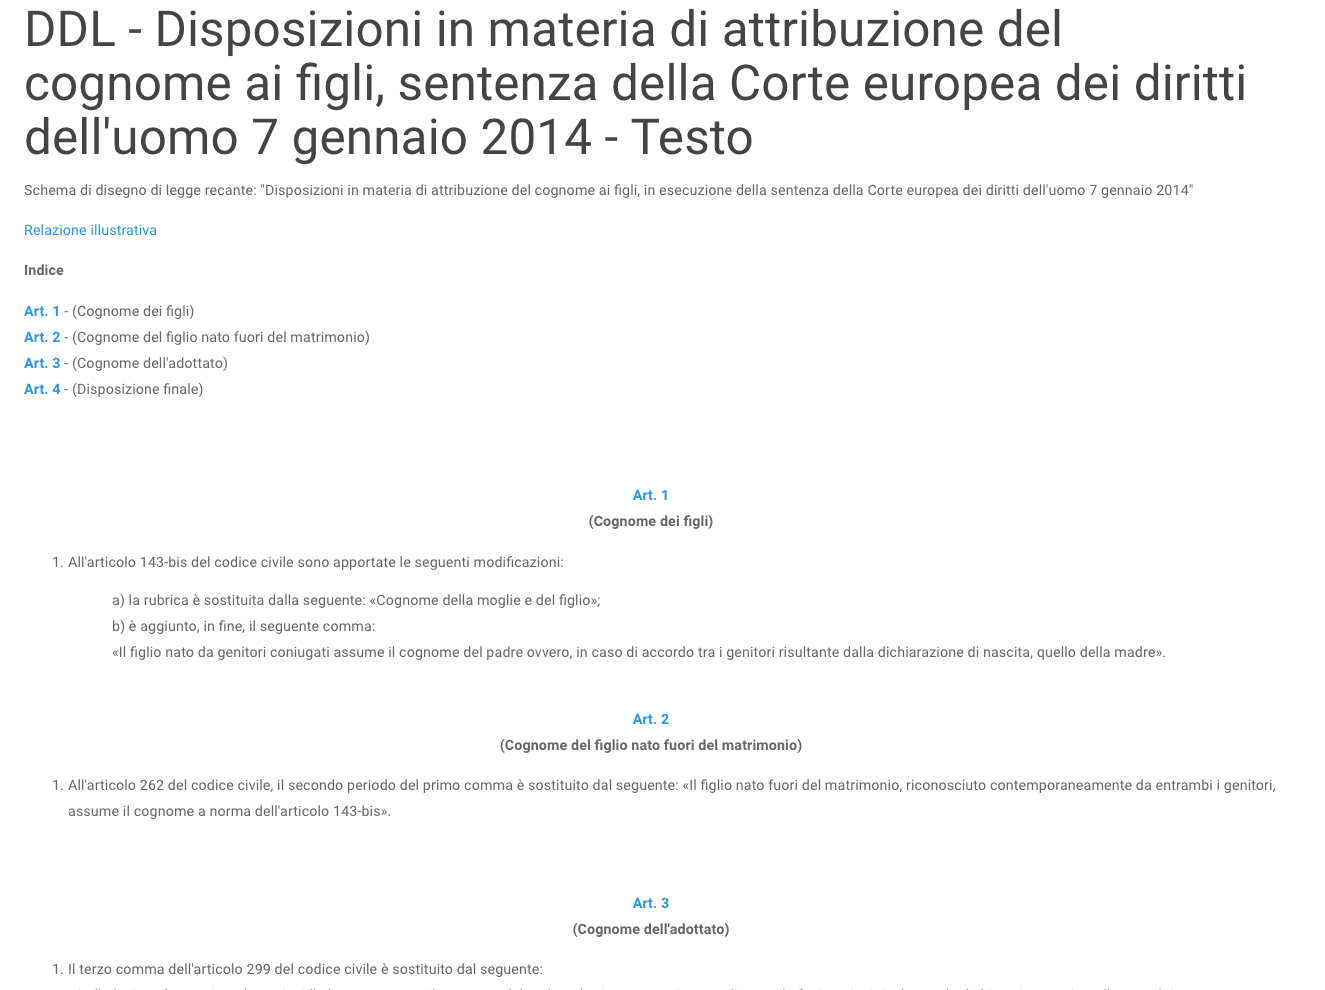 DDL - Disposizioni in materia di attribuzione del
cognome ai figli, sentenza della Corte europea dei diritti
dell'uomo 7 gennaio 2014 - Testo
Schema di disegno di legge recante: "Disposizioni in materia di attribuzione del cognome ai figli, in esecuzione della sentenza della Corte europea dei diritti dell'uomo 7 gennaio 2014"
Relazione illustrativa
Indice
Art. 1 - (Cognome dei figli)
Art. 2 - (Cognome del figlio nato fuori del matrimonio)
Art. 3 - (Cognome dell'adottato)
Art. 4 - (Disposizione finale)
Art. 1
(Cognome dei figli)
1. All'articolo 143-bis del codice civile sono apportate le seguenti modificazioni:
a) la rubrica è sostituita dalla seguente: «Cognome della moglie e del figlio»;
b) è aggiunto, in fine, il seguente comma:
«Il figlio nato da genitori coniugati assume il cognome del padre ovvero, in caso di accordo tra i genitori risultante dalla dichiarazione di nascita, quello della madre».
Art. 2
(Cognome del figlio nato fuori del matrimonio)
1. All'articolo 262 del codice civile, il secondo periodo del primo comma è sostituito dal seguente: «Il figlio nato fuori del matrimonio, riconosciuto contemporaneamente da entrambi i genitori,
assume il cognome a norma dell'articolo 143-bis».
Art. 3
(Cognome dell'adottato)
1. Il terzo comma dell'articolo 299 del codice civile è sostituito dal seguente: